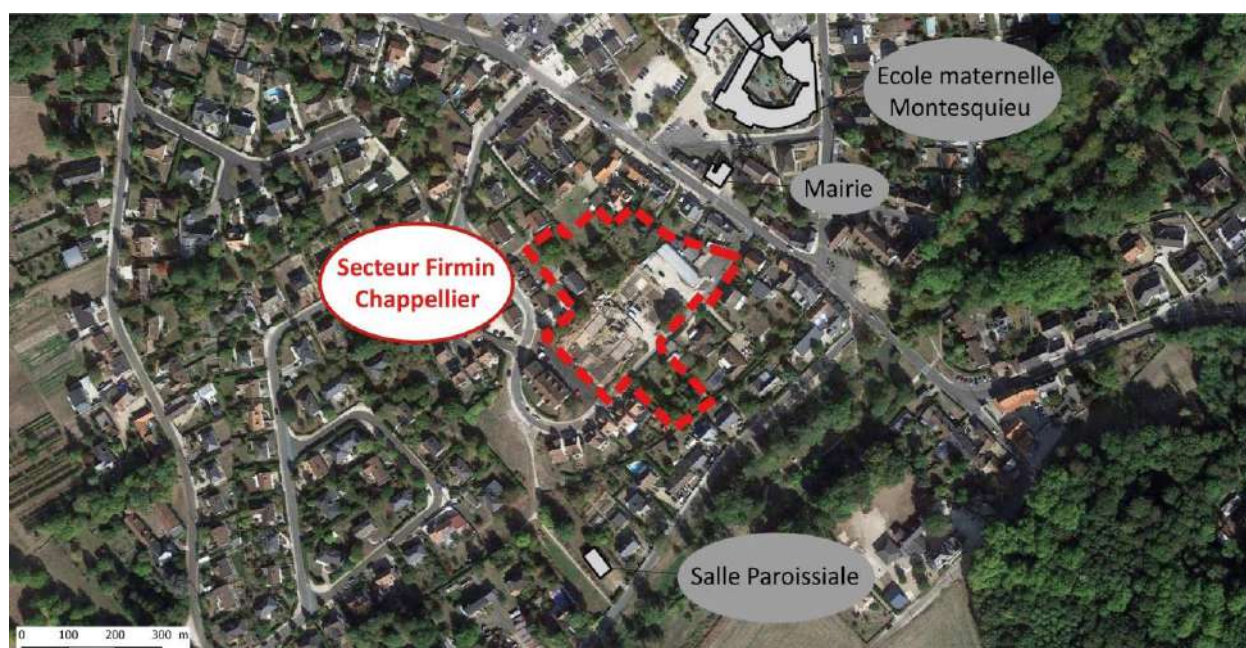 Ecole maternelle
Montesquieu
Mairie
Secteur Firmin
Chappellier
Salle Paroissiale
0 100 200 300 m